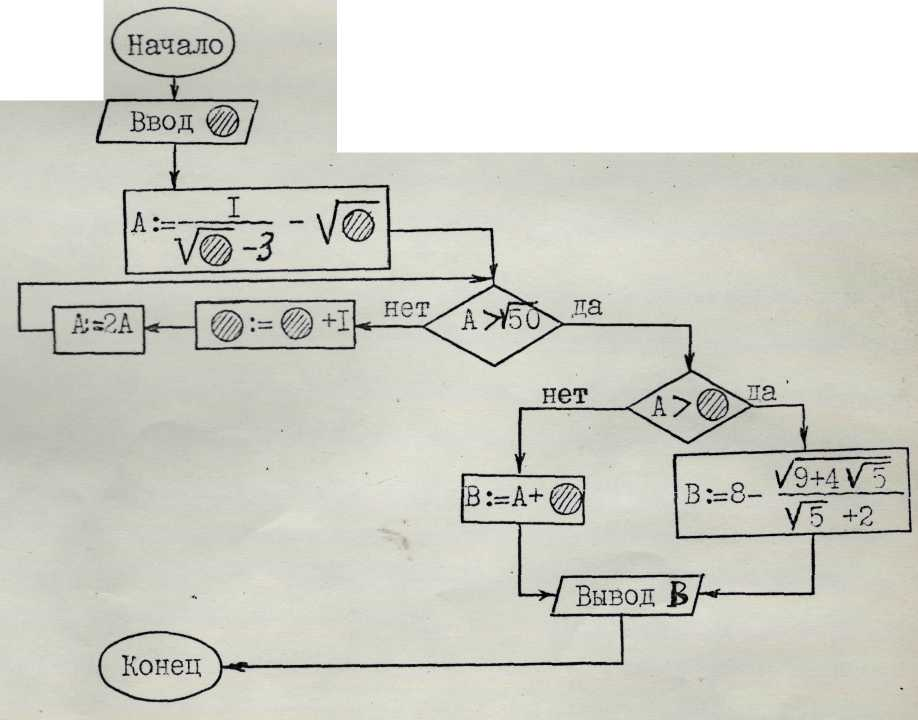 Начало
Ввод
A:= I / (√ -3) - √
нет
A>√50
да
A:=2A
:= +I
нет
A>
да
B:=A+
B:=8- √(9+4√5) / (√5 +2)
Вывод B
Конец